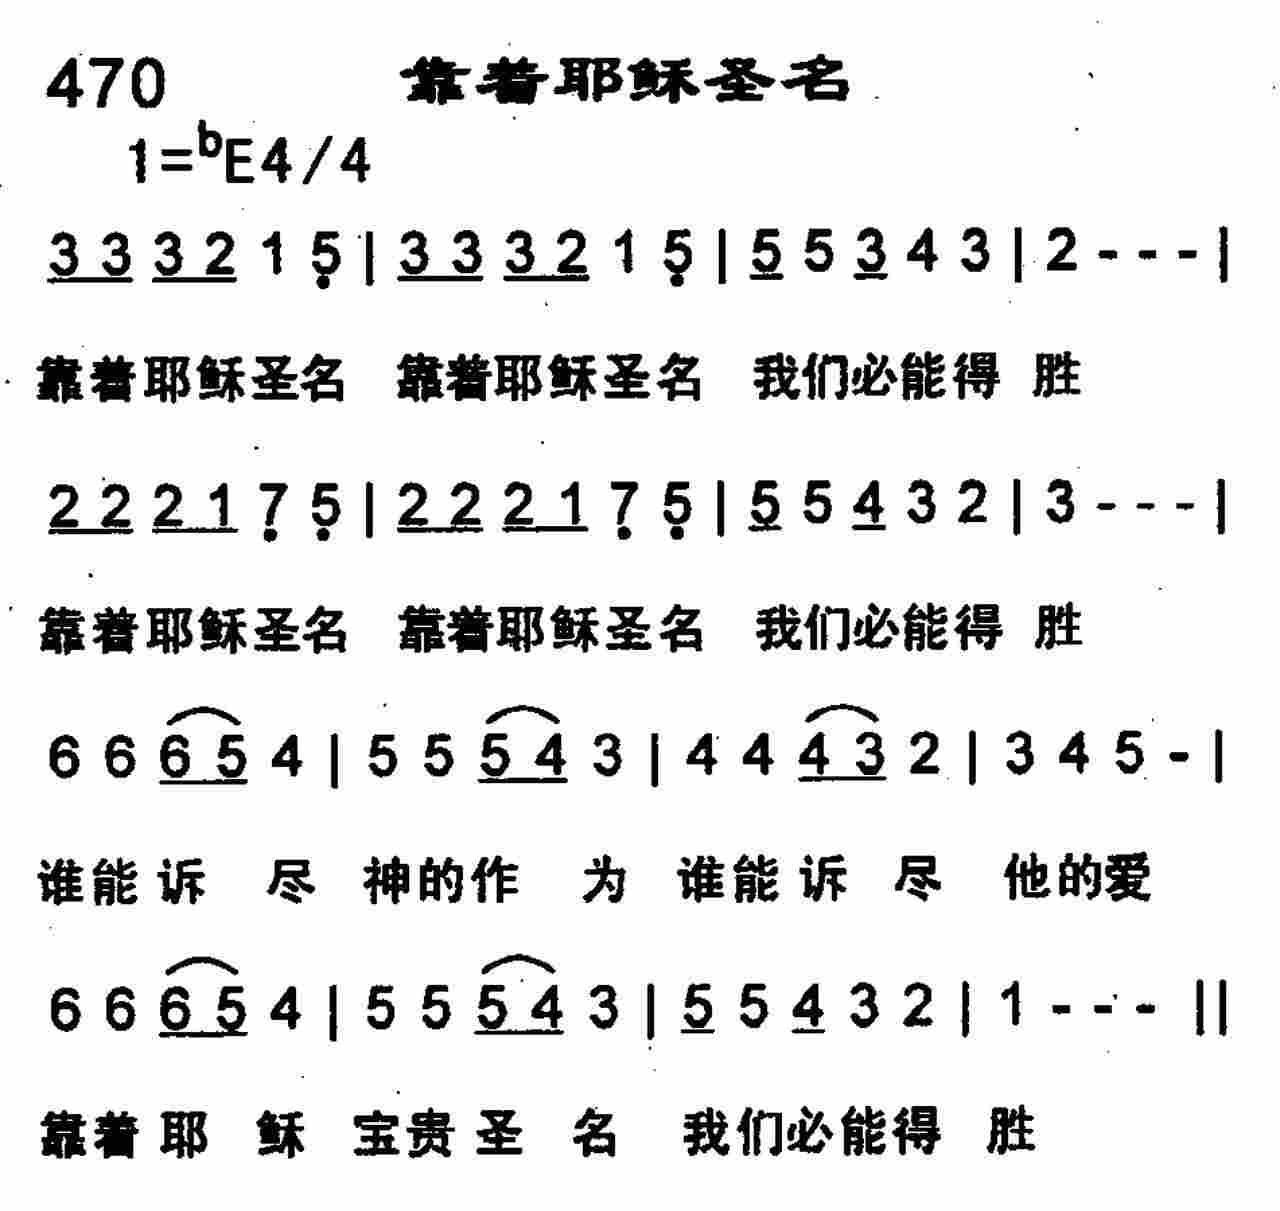 470 靠着耶稣圣名
1=bE4/4
3 3 3 2 1 5 | 3 3 3 2 1 5 | 5 5 3 4 3 | 2 - - - |
靠着耶稣圣名 靠着耶稣圣名 我们必能得 胜
2 2 2 1 7 5 | 2 2 2 1 7 5 | 5 5 4 3 2 | 3 - - - |
靠着耶稣圣名 靠着耶稣圣名 我们必能得 胜
6 6 6 5 4 | 5 5 5 4 3 | 4 4 4 3 2 | 3 4 5 - |
谁能诉 尽 神的作 为 谁能诉 尽 他的爱
6 6 6 5 4 | 5 5 5 4 3 | 5 5 4 3 2 | 1 - - - ||
靠着耶 稣 宝贵圣 名 我们必能得 胜